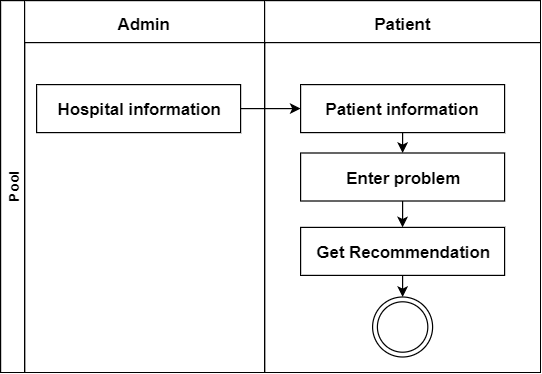 Admin
Patient
Pool
Hospital information
Patient information
Enter problem
Get Recommendation